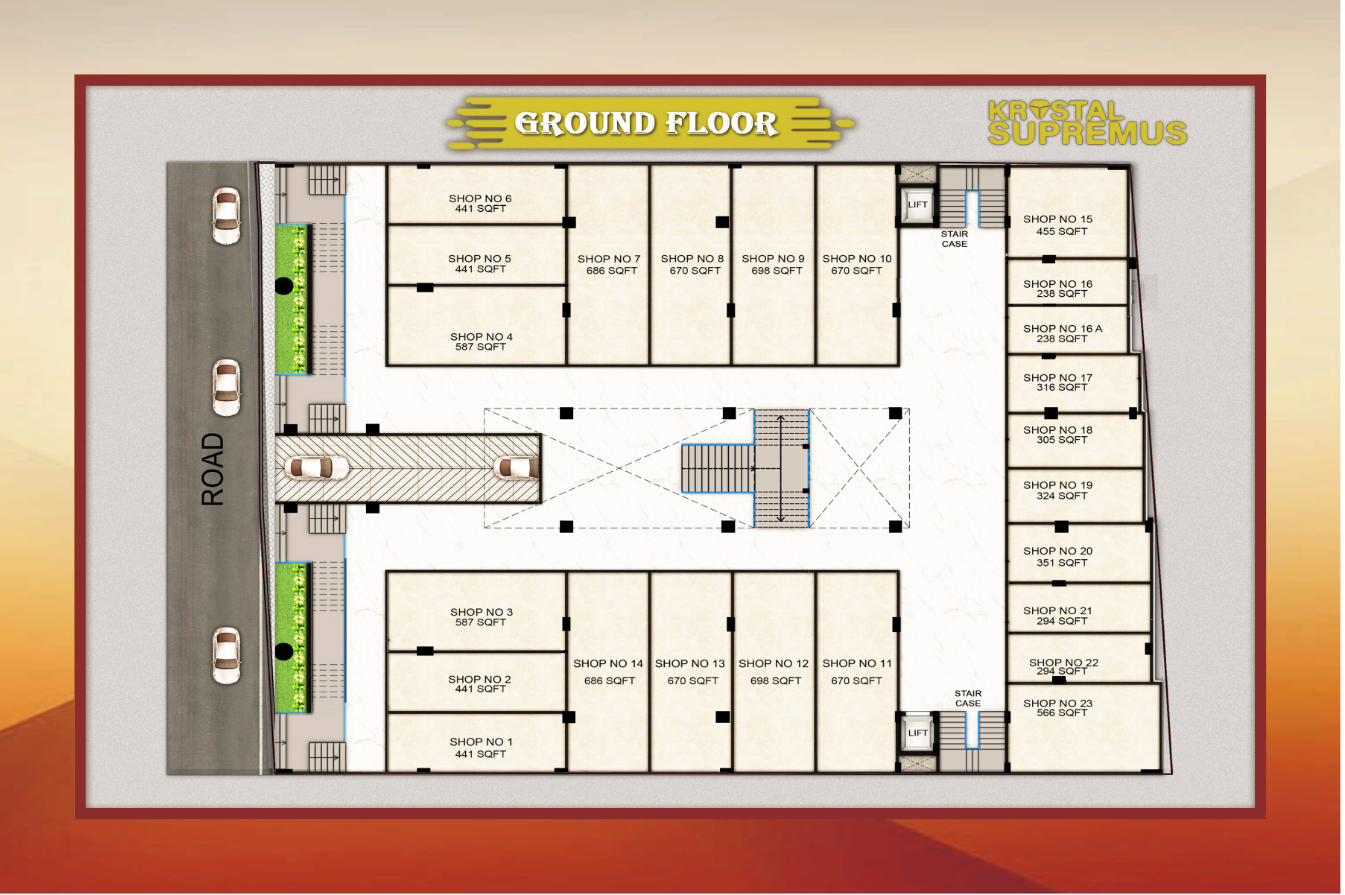 GROUND FLOOR
KRYSTAL
SUPREMUS
SHOP NO 6
441 SQFT
SHOP NO 5
441 SQFT
SHOP NO 4
587 SQFT
SHOP NO 7
686 SQFT
SHOP NO 8
670 SQFT
SHOP NO 9
698 SQFT
SHOP NO 10
670 SQFT
LIFT
STAIR
CASE
SHOP NO 15
455 SQFT
SHOP NO 16
238 SQFT
SHOP NO 16 A
238 SQFT
SHOP NO 17
316 SQFT
SHOP NO 18
305 SQFT
SHOP NO 19
324 SQFT
SHOP NO 20
351 SQFT
SHOP NO 21
294 SQFT
SHOP NO 22
294 SQFT
SHOP NO 23
566 SQFT
ROAD
SHOP NO 3
587 SQFT
SHOP NO 2
441 SQFT
SHOP NO 1
441 SQFT
SHOP NO 14
686 SQFT
SHOP NO 13
670 SQFT
SHOP NO 12
698 SQFT
SHOP NO 11
670 SQFT
STAIR
CASE
LIFT